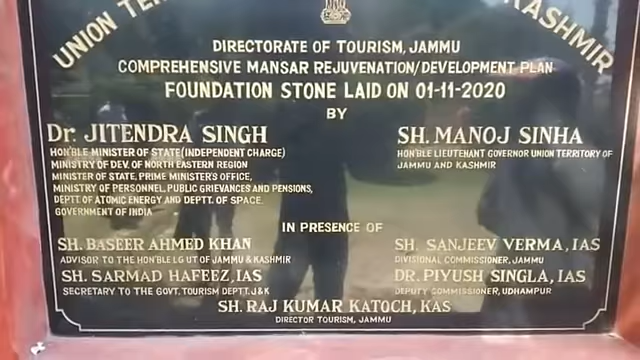 UNION TERRITORY KASHMIR
DIRECTORATE OF TOURISM, JAMMU
COMPREHENSIVE MANSAR REJUVENATION/DEVELOPMENT PLAN
FOUNDATION STONE LAID ON 01-11-2020
BY
Dr. JITENDRA SINGH
HON'BLE MINISTER OF STATE (INDEPENDENT CHARGE)
MINISTRY OF DEV. OF NORTH EASTERN REGION
MINISTER OF STATE, PRIME MINISTER'S OFFICE,
MINISTRY OF PERSONNEL, PUBLIC GRIEVANCES AND PENSIONS,
DEPTT. OF ATOMIC ENERGY AND DEPTT. OF SPACE.
GOVERNMENT OF INDIA
SH. MANOJ SINHA
HON'BLE LIEUTENANT GOVERNOR UNION TERRITORY OF
JAMMU AND KASHMIR
IN PRESENCE OF
SH. BASEER AHMED KHAN
ADVISOR TO THE HON'BLE LG UT OF JAMMU & KASHMIR
SH. SARMAD HAFEEZ, IAS
SECRETARY TO THE GOVT. TOURISM DEPTT. J&K
SH. SANJEEV VERMA, IAS
DIVISIONAL COMMISSIONER, JAMMU
DR. PIYUSH SINGLA, IAS
DEPUTY COMMISSIONER, UDHAMPUR
SH. RAJ KUMAR KATOCH, KAS
DIRECTOR TOURISM, JAMMU